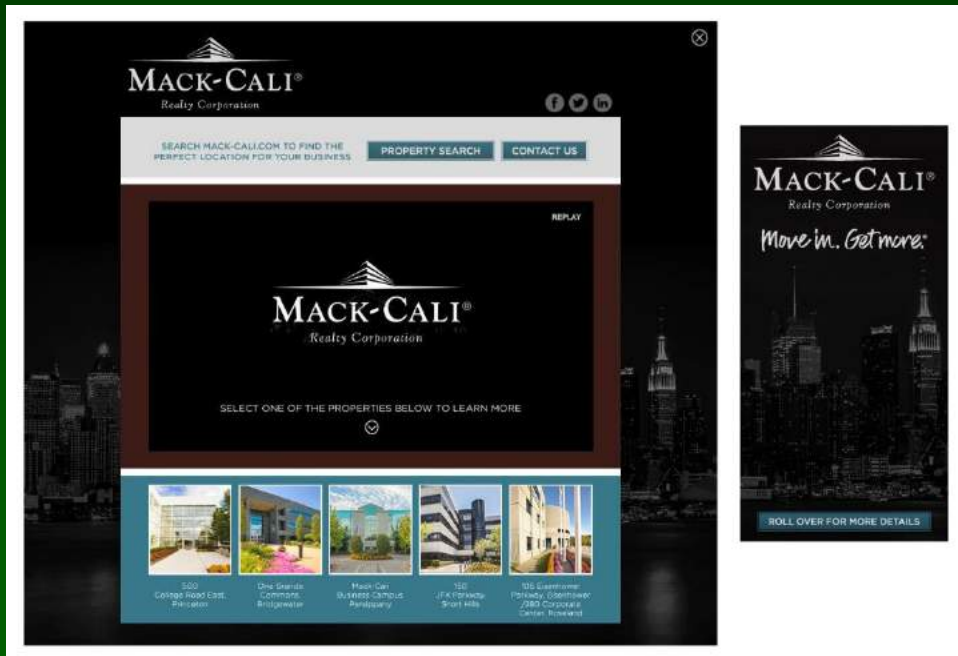 MACK-CALI®
Realty Corporation
SEARCH MACK-CALI.COM TO FIND THE
PERFECT LOCATION FOR YOUR BUSINESS
PROPERTY SEARCH
CONTACT US
REPLAY
MACK-CALI®
Realty Corporation
SELECT ONE OF THE PROPERTIES BELOW TO LEARN MORE
500
College Road East,
Princeton
One Grande
Commons,
Bridgewater
Mack-Cali
Business Campus
Parsippany
150
JFK Parkway,
Short Hills
105 Eisenhower
Parkway, Eisenhower
/280 Corporate
Center, Roseland
MACK-CALI®
Realty Corporation
Move in. Get more.®
ROLL OVER FOR MORE DETAILS